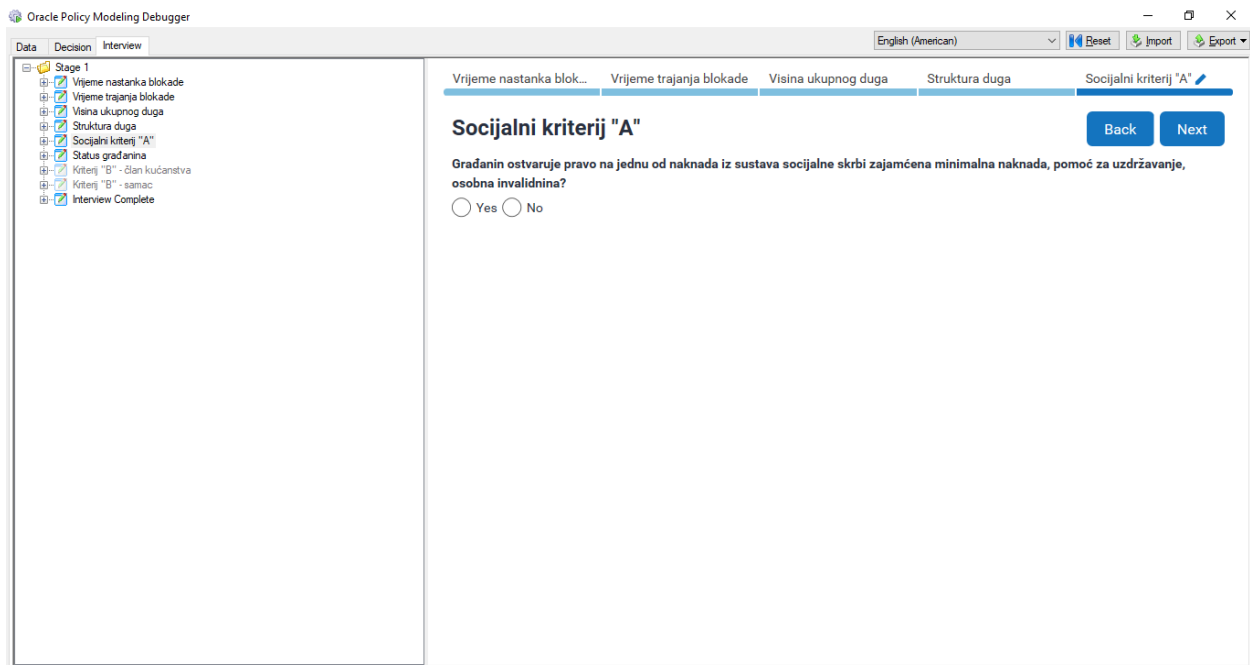 Oracle Policy Modeling Debugger
Data Decision Interview
English (American)
Reset Import Export
Stage 1
Vrijeme nastanka blokade
Vrijeme trajanja blokade
Visina ukupnog duga
Struktura duga
Socijalni kriterij "A"
Status građanina
Kriterij "B" - član kućanstva
Kriterij "B" - samac
Interview Complete
Vrijeme nastanka blok... Vrijeme trajanja blokade Visina ukupnog duga Struktura duga Socijalni kriterij "A"
Socijalni kriterij "A"
Back Next
Građanin ostvaruje pravo na jednu od naknada iz sustava socijalne skrbi zajamćena minimalna naknada, pomoć za uzdržavanje,
osobna invalidnina?
Yes No